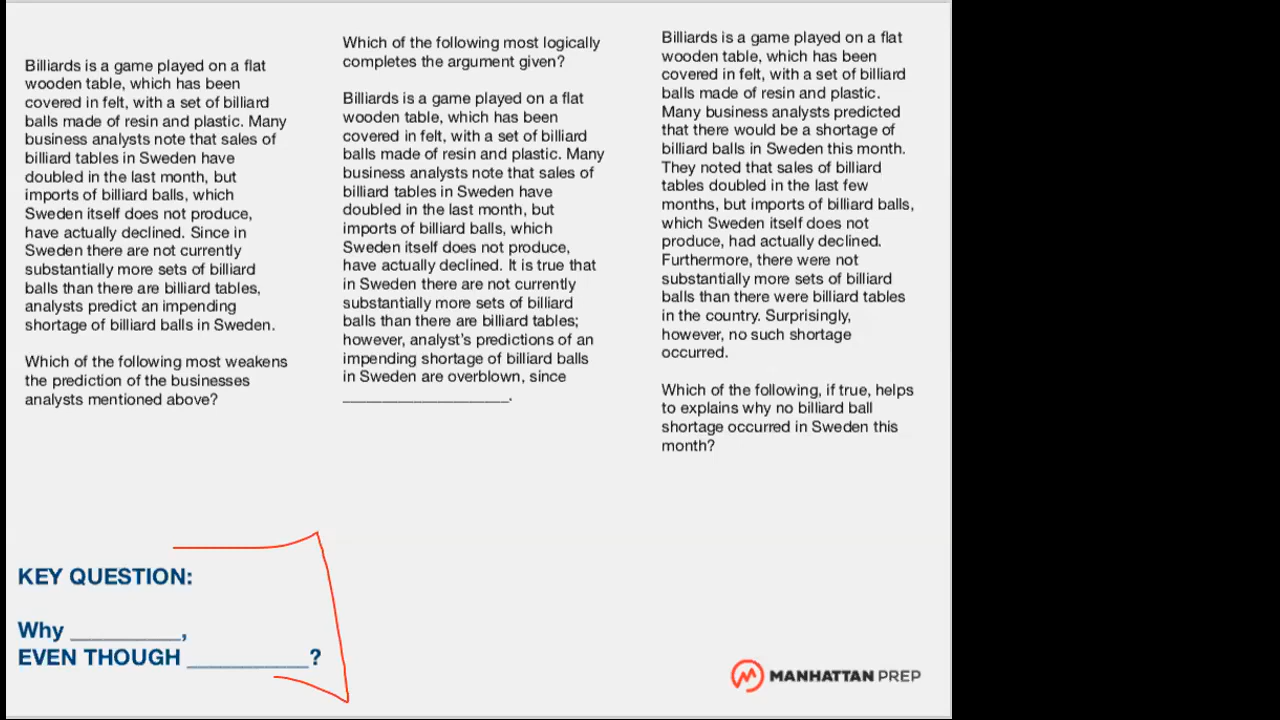 Billiards is a game played on a flat
wooden table, which has been
covered in felt, with a set of billiard
balls made of resin and plastic. Many
business analysts note that sales of
billiard tables in Sweden have
doubled in the last month, but
imports of billiard balls, which
Sweden itself does not produce,
have actually declined. Since in
Sweden there are not currently
substantially more sets of billiard
balls than there are billiard tables,
analysts predict an impending
shortage of billiard balls in Sweden.
Which of the following most weakens
the prediction of the businesses
analysts mentioned above?
Which of the following most logically
completes the argument given?
Billiards is a game played on a flat
wooden table, which has been
covered in felt, with a set of billiard
balls made of resin and plastic. Many
business analysts note that sales of
billiard tables in Sweden have
doubled in the last month, but
imports of billiard balls, which
Sweden itself does not produce,
have actually declined. It is true that
in Sweden there are not currently
substantially more sets of billiard
balls than there are billiard tables;
however, analyst's predictions of an
impending shortage of billiard balls
in Sweden are overblown, since
____________________.
Billiards is a game played on a flat
wooden table, which has been
covered in felt, with a set of billiard
balls made of resin and plastic.
Many business analysts predicted
that there would be a shortage of
billiard balls in Sweden this month.
They noted that sales of billiard
tables doubled in the last few
months, but imports of billiard balls,
which Sweden itself does not
produce, had actually declined.
Furthermore, there were not
substantially more sets of billiard
balls than there were billiard tables
in the country. Surprisingly,
however, no such shortage
occurred.
Which of the following, if true, helps
to explains why no billiard ball
shortage occurred in Sweden this
month?
KEY QUESTION:
Why __________,
EVEN THOUGH ___________?
MANHATTAN PREP